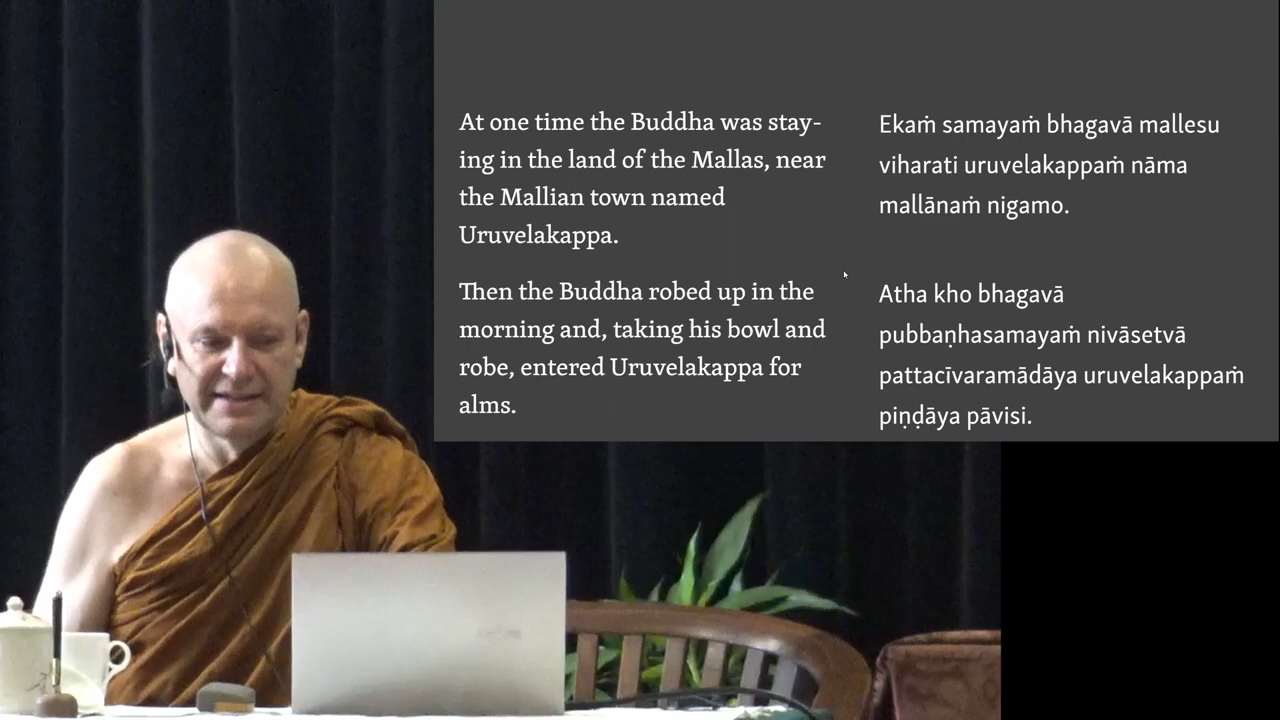 At one time the Buddha was stay-
ing in the land of the Mallas, near
the Mallian town named
Uruvelakappa.
Then the Buddha robed up in the
morning and, taking his bowl and
robe, entered Uruvelakappa for
alms.
Ekaṁ samayaṁ bhagavā mallesu
viharati uruvelakappaṁ nāma
mallānaṁ nigamo.
Atha kho bhagavā
pubbaṇhasamayaṁ nivāsetvā
pattacīvaramādāya uruvelakappaṁ
piṇḍāya pāvisi.